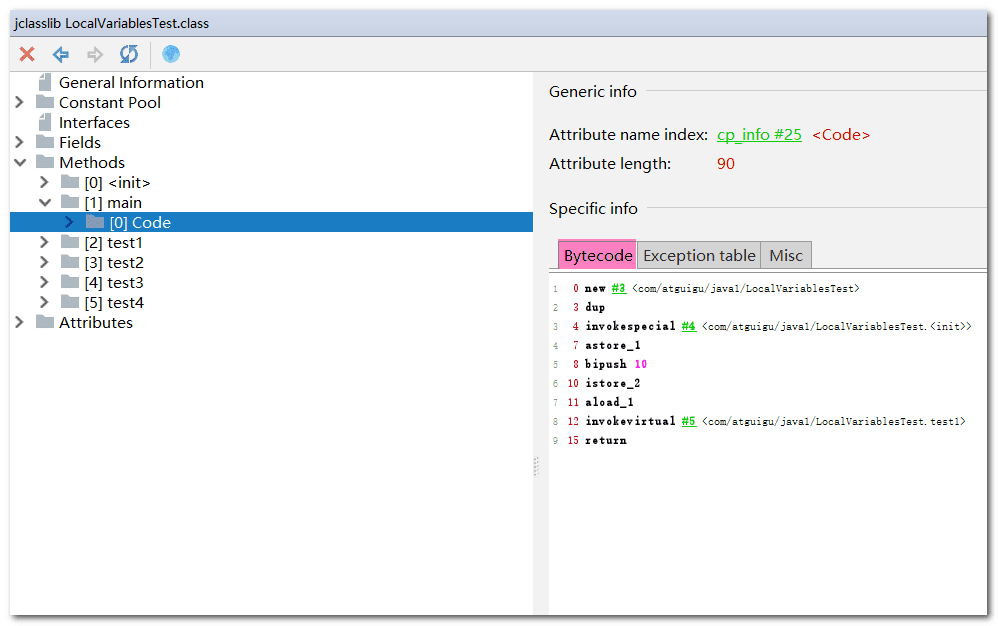 jclasslib LocalVariablesTest.class
General Information
Constant Pool
Interfaces
Fields
Methods
[0] <init>
[1] main
[0] Code
[2] test1
[3] test2
[4] test3
[5] test4
Attributes
Generic info
Attribute name index: cp_info #25 <Code>
Attribute length: 90
Specific info
Bytecode Exception table Misc
1 0 new #3 <com/atguigu/java1/LocalVariablesTest>
2 3 dup
3 4 invokespecial #4 <com/atguigu/java1/LocalVariablesTest.<init>>
4 7 astore_1
5 8 bipush 10
6 10 istore_2
7 11 aload_1
8 12 invokevirtual #5 <com/atguigu/java1/LocalVariablesTest.test1>
9 15 return